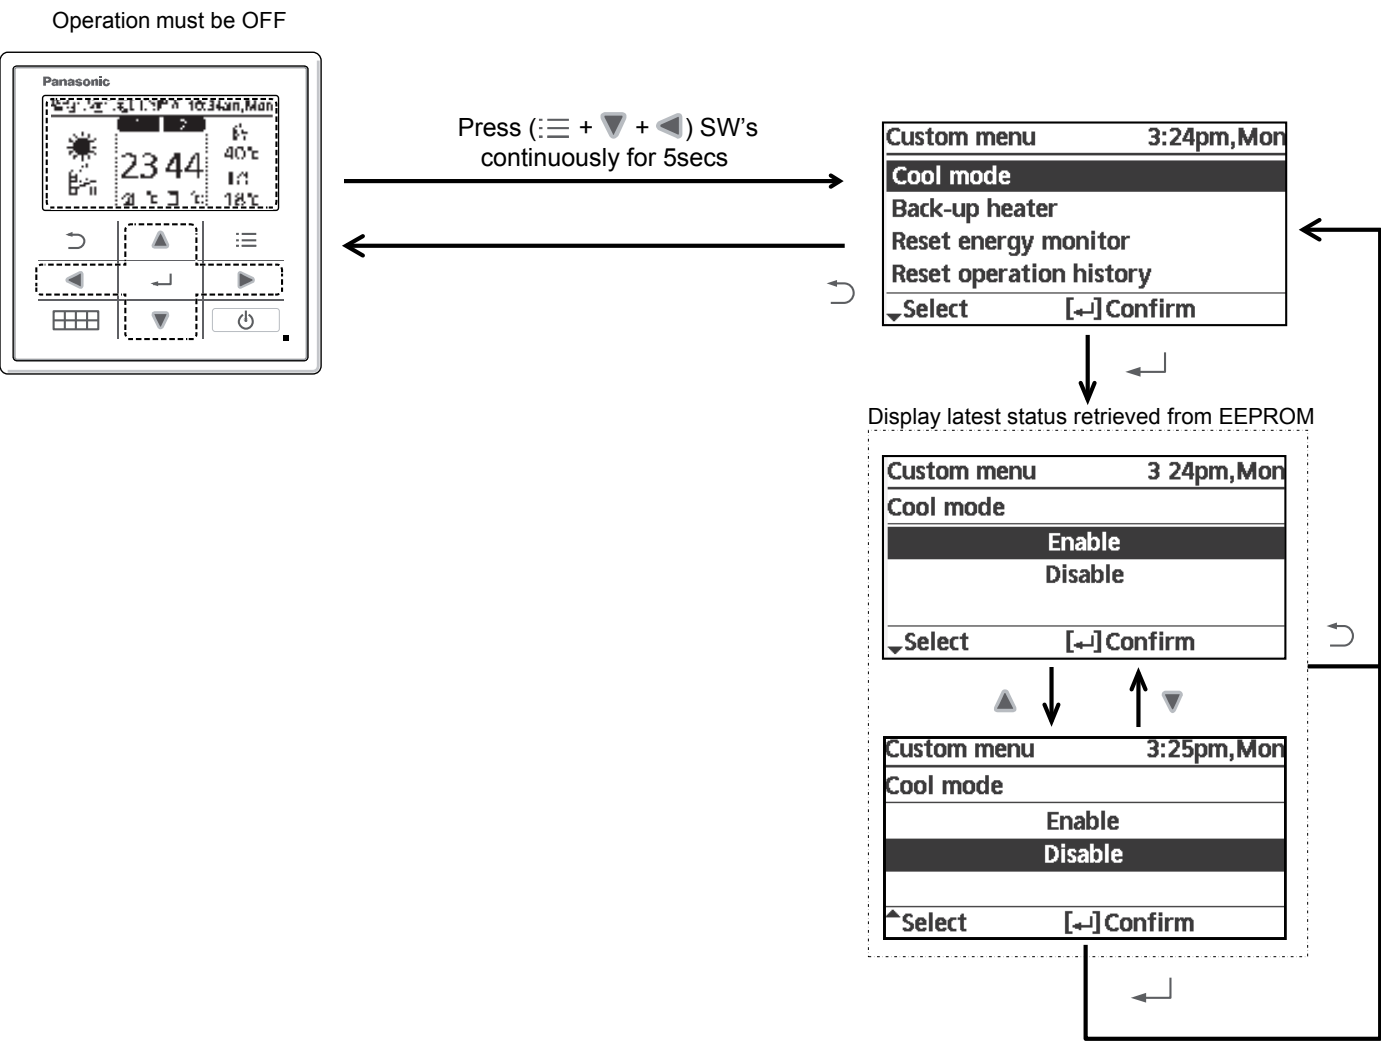 Operation must be OFF
Panasonic
23 44
40℃
18℃
Press ( + ▼ + ◀) SW's
continuously for 5secs
Custom menu 3:24pm,Mon
Cool mode
Back-up heater
Reset energy monitor
Reset operation history
Select [↵]Confirm
Display latest status retrieved from EEPROM
Custom menu 3 24pm,Mon
Cool mode
Enable
Disable
Select [↵]Confirm
Custom menu 3:25pm,Mon
Cool mode
Enable
Disable
Select [↵]Confirm